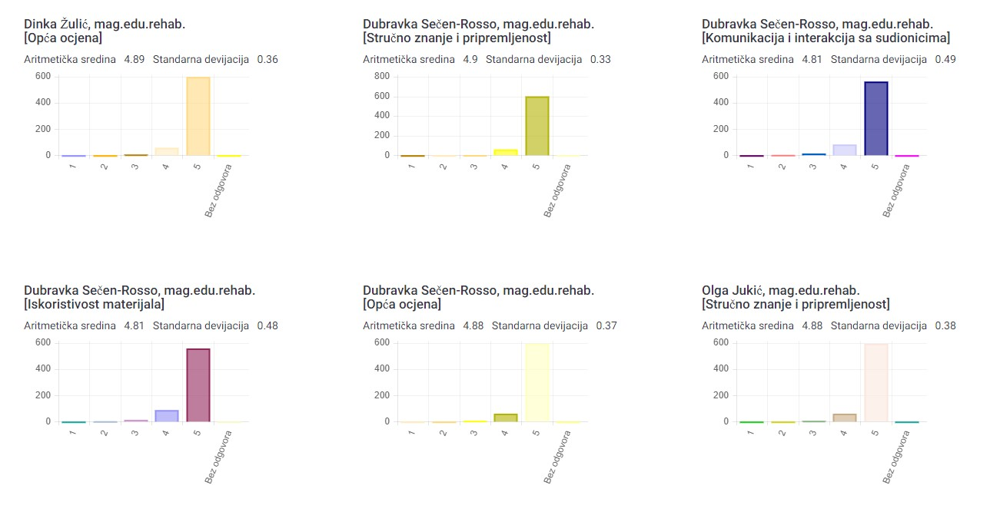 Dinka Žulić, mag.edu.rehab.
[Opća ocjena]
Aritmetička sredina 4.89 Standarna devijacija 0.36
600
400
200
0
1
2
3
4
5
Bez odgovora
Dubravka Sečen-Rosso, mag.edu.rehab.
[Stručno znanje i pripremljenost]
Aritmetička sredina 4.9 Standarna devijacija 0.33
800
600
400
200
0
1
2
3
4
5
Bez odgovora
Dubravka Sečen-Rosso, mag.edu.rehab.
[Komunikacija i interakcija sa sudionicima]
Aritmetička sredina 4.81 Standarna devijacija 0.49
600
400
200
0
1
2
3
4
5
Bez odgovora
Dubravka Sečen-Rosso, mag.edu.rehab.
[Iskoristivost materijala]
Aritmetička sredina 4.81 Standarna devijacija 0.48
600
400
200
0
1
2
3
4
5
Bez odgovora
Dubravka Sečen-Rosso, mag.edu.rehab.
[Opća ocjena]
Aritmetička sredina 4.88 Standarna devijacija 0.37
600
400
200
0
1
2
3
4
5
Bez odgovora
Olga Jukić, mag.edu.rehab.
[Stručno znanje i pripremljenost]
Aritmetička sredina 4.88 Standarna devijacija 0.38
600
400
200
0
1
2
3
4
5
Bez odgovora